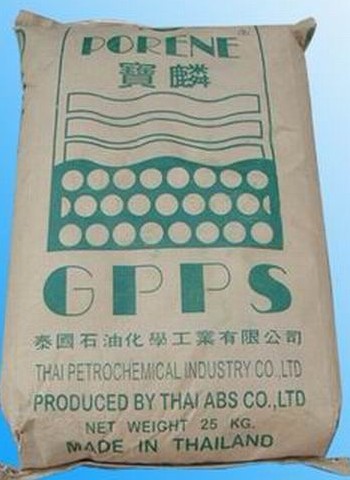 PORENE ®
寶麟
GPPS
泰國石油化學工業有限公司
THAI PETROCHEMICAL INDUSTRY CO.,LTD
PRODUCED BY THAI ABS CO.,LTD
NET WEIGHT 25 KG.
MADE IN THAILAND